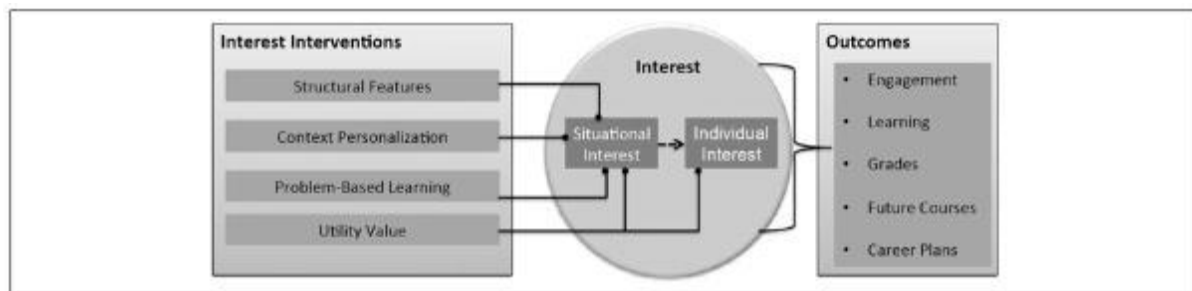 Interest Interventions
Structural Features
Context Personalization
Problem-Based Learning
Utility Value
Interest
Situational
Interest
Individual
Interest
Outcomes
• Engagement
• Learning
• Grades
• Future Courses
• Career Plans